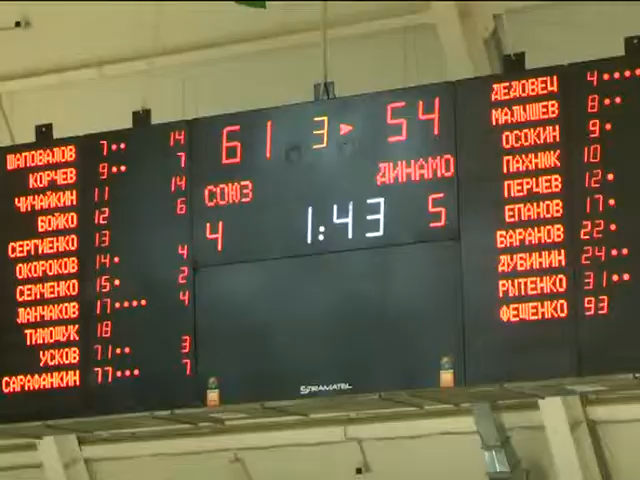 ШАПОВАЛОВ 7•• 14
КОРЧЕВ 9•• 7
ЧИЧАЙКИН 11 14
БОЙКО 12 6
СЕРГИЕНКО 13
ОКОРОКОВ 14• 4
СЕМЧЕНКО 15• 2
ЛАНЧАКОВ 17•••• 4
ТИМОЩУК 18
УСКОВ 71•• 3
САРАФАНКИН 77••• 7
61 3 ► 54
СОЮЗ ДИНАМО
4 1:43 5
STRAMATEL
ДЕДОВЕЦ 4••••
МАЛЫШЕВ 8••
ОСОКИН 9•
ПАХНЮК 10
ПЕРЦЕВ 12•
ЕПАНОВ 17•
БАРАНОВ 22•
ДУБИНИН 24••
РЫТЕНКО 31••
ФЕЩЕНКО 93